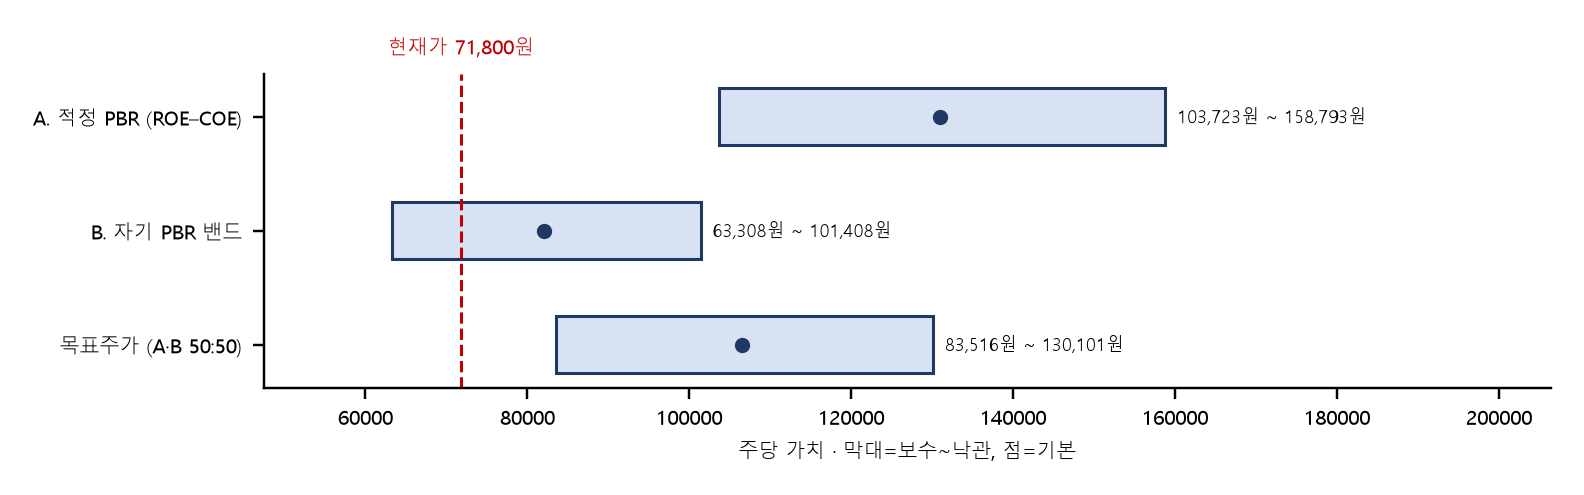 현재가 71,800원
A. 적정 PBR (ROE–COE)
103,723원 ~ 158,793원
B. 자기 PBR 밴드
63,308원 ~ 101,408원
목표주가 (A·B 50:50)
83,516원 ~ 130,101원
60000 80000 100000 120000 140000 160000 180000 200000
주당 가치 · 막대=보수~낙관, 점=기본